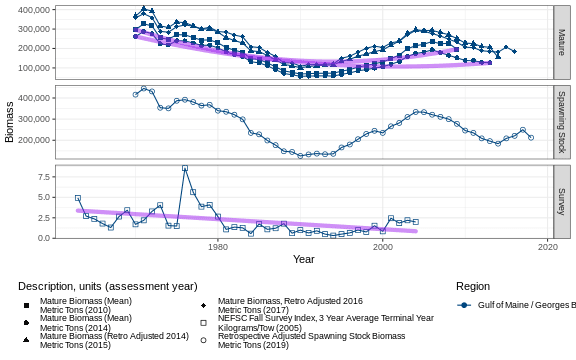 400,000
300,000
200,000
100,000
Mature
400,000
300,000
200,000
Spawning Stock
Biomass
7.5
5.0
2.5
0.0
Survey
1980
2000
2020
Year
Description, units (assessment year)
Mature Biomass (Mean)
Metric Tons (2010)
Mature Biomass (Mean)
Metric Tons (2014)
Mature Biomass (Retro Adjusted 2014)
Metric Tons (2015)
Mature Biomass, Retro Adjusted 2016
Metric Tons (2017)
NEFSC Fall Survey Index, 3 Year Average Terminal Year
Kilograms/Tow (2005)
Retrospective Adjusted Spawning Stock Biomass
Metric Tons (2019)
Region
Gulf of Maine / Georges B